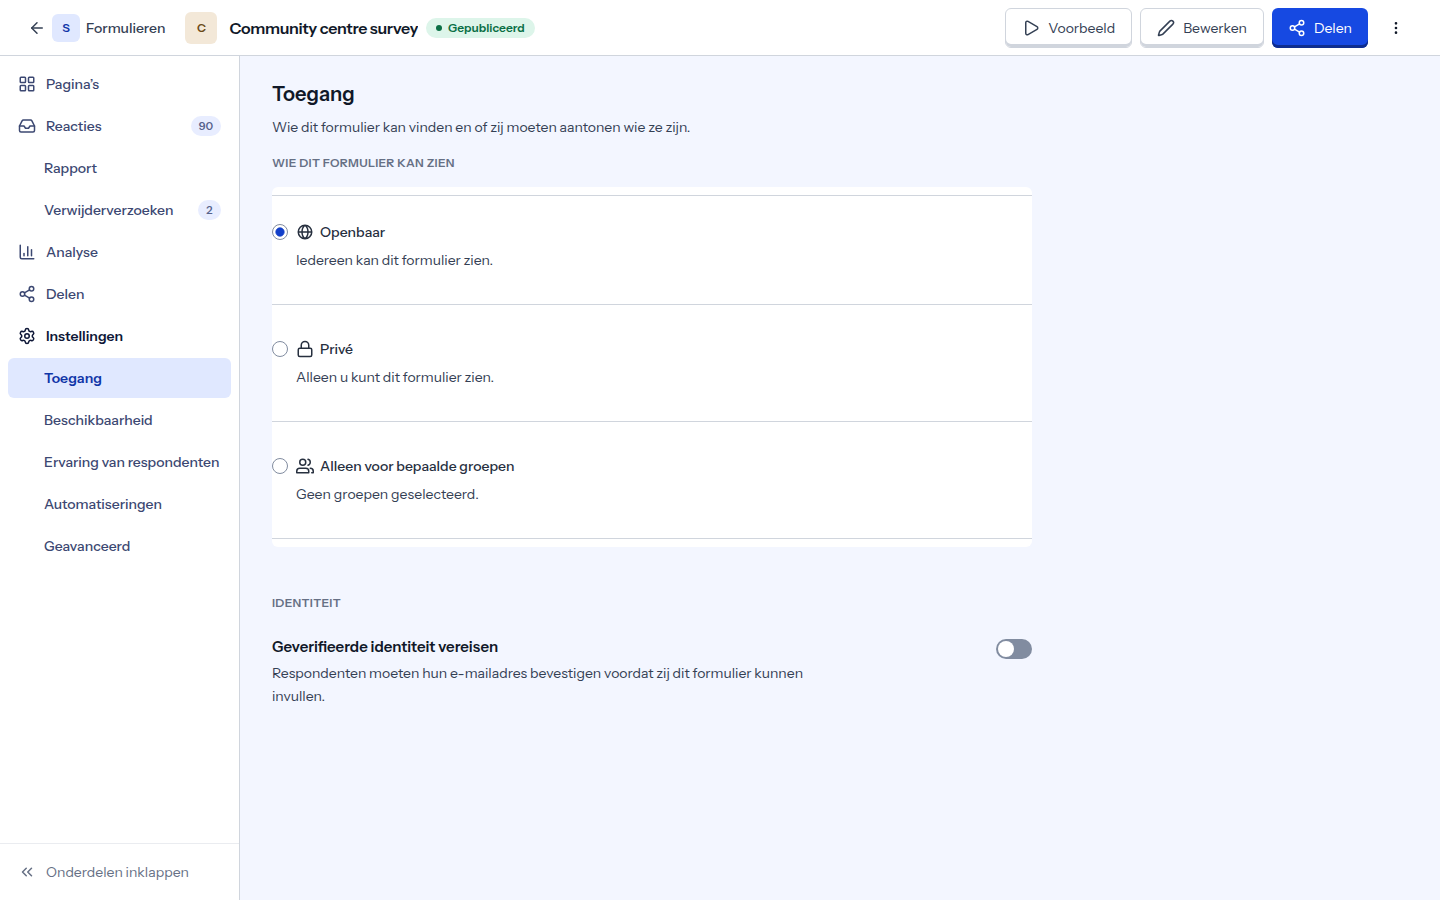 S Formulieren
C Community centre survey
Gepubliceerd
Voorbeeld
Bewerken
Delen
Pagina's
Reacties 90
Rapport
Verwijderverzoeken 2
Analyse
Delen
Instellingen
Toegang
Beschikbaarheid
Ervaring van respondenten
Automatiseringen
Geavanceerd
Onderdelen inklappen
Toegang
Wie dit formulier kan vinden en of zij moeten aantonen wie ze zijn.
WIE DIT FORMULIER KAN ZIEN
Openbaar
Iedereen kan dit formulier zien.
Privé
Alleen u kunt dit formulier zien.
Alleen voor bepaalde groepen
Geen groepen geselecteerd.
IDENTITEIT
Geverifieerde identiteit vereisen
Respondenten moeten hun e-mailadres bevestigen voordat zij dit formulier kunnen
invullen.